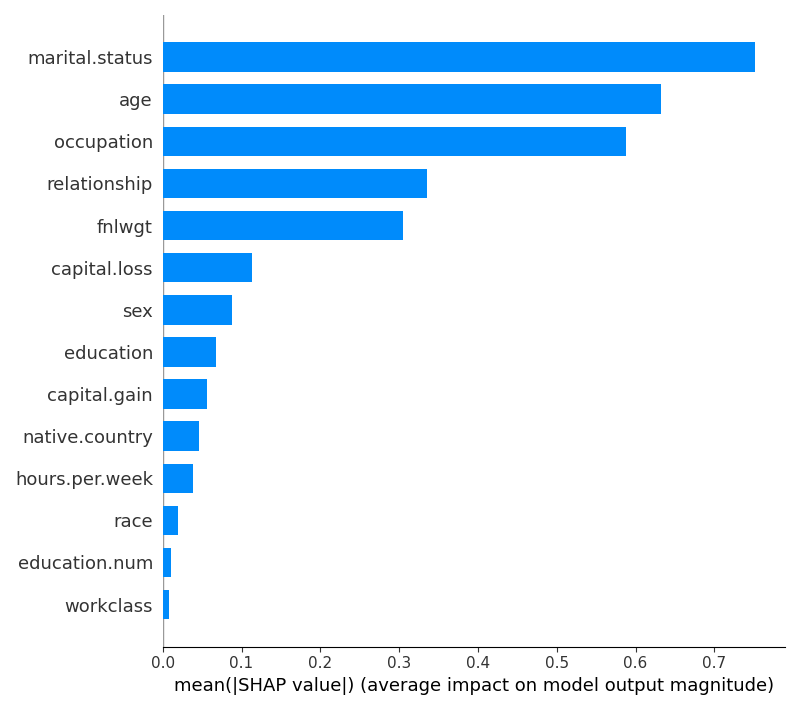 marital.status
age
occupation
relationship
fnlwgt
capital.loss
sex
education
capital.gain
native.country
hours.per.week
race
education.num
workclass
0.0 0.1 0.2 0.3 0.4 0.5 0.6 0.7
mean(|SHAP value|) (average impact on model output magnitude)